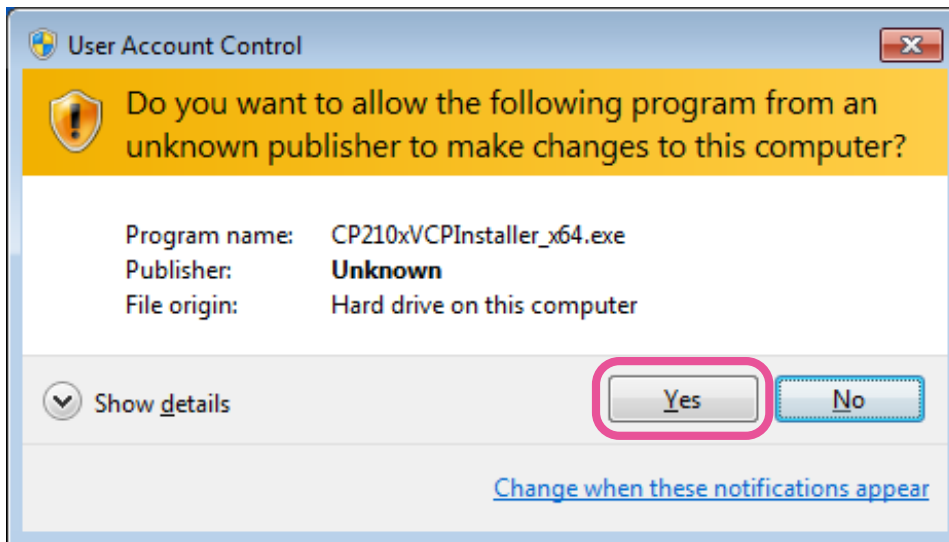 User Account Control
Do you want to allow the following program from an
unknown publisher to make changes to this computer?
Program name: CP210xVCPInstaller_x64.exe
Publisher: Unknown
File origin: Hard drive on this computer
Show details
Yes
No
Change when these notifications appear